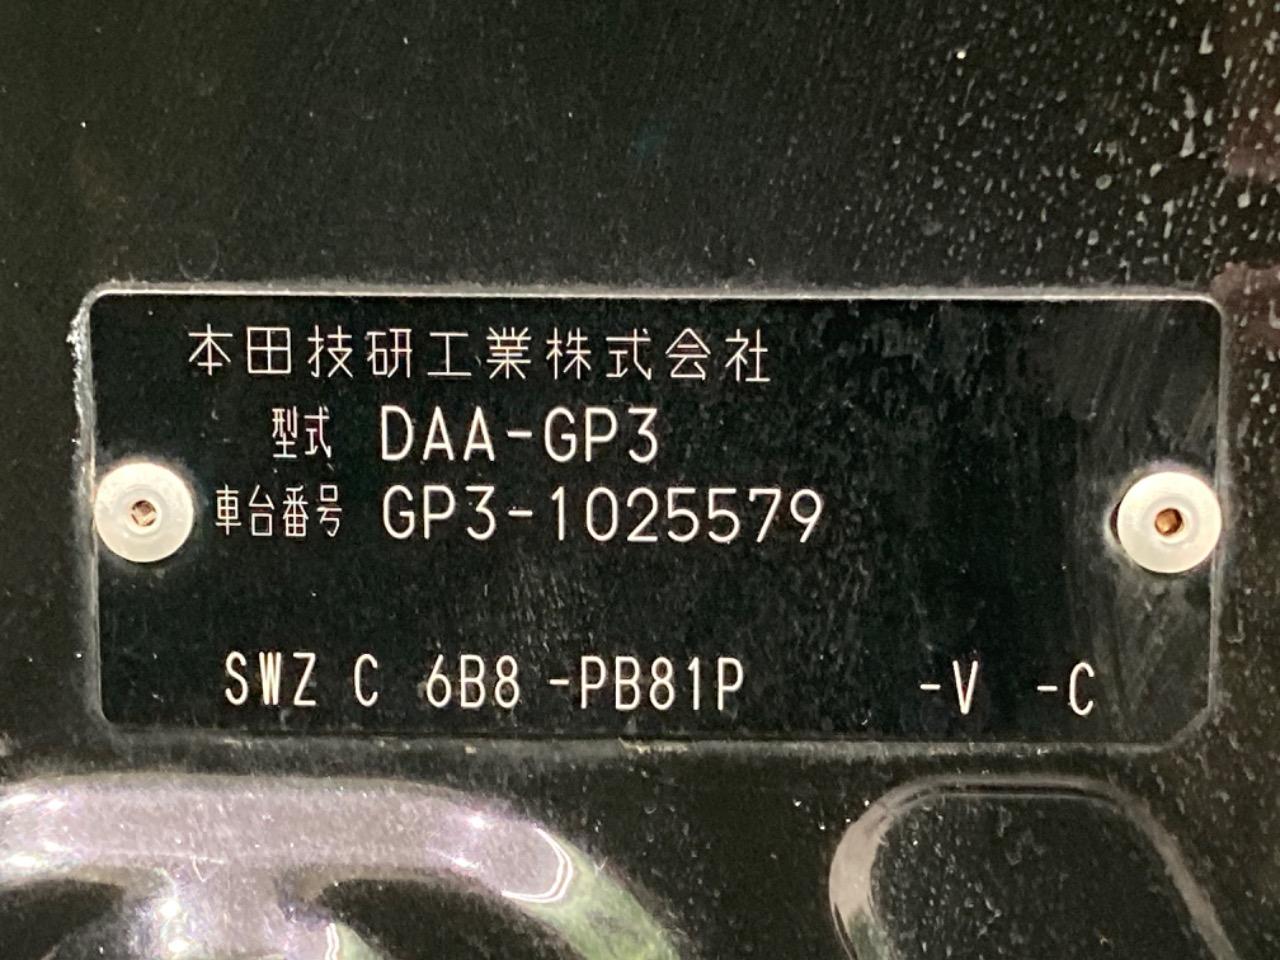 本田技研工業株式会社
型式 DAA-GP3
車台番号 GP3-1025579
SWZ C 6B8 -PB81P -V -C